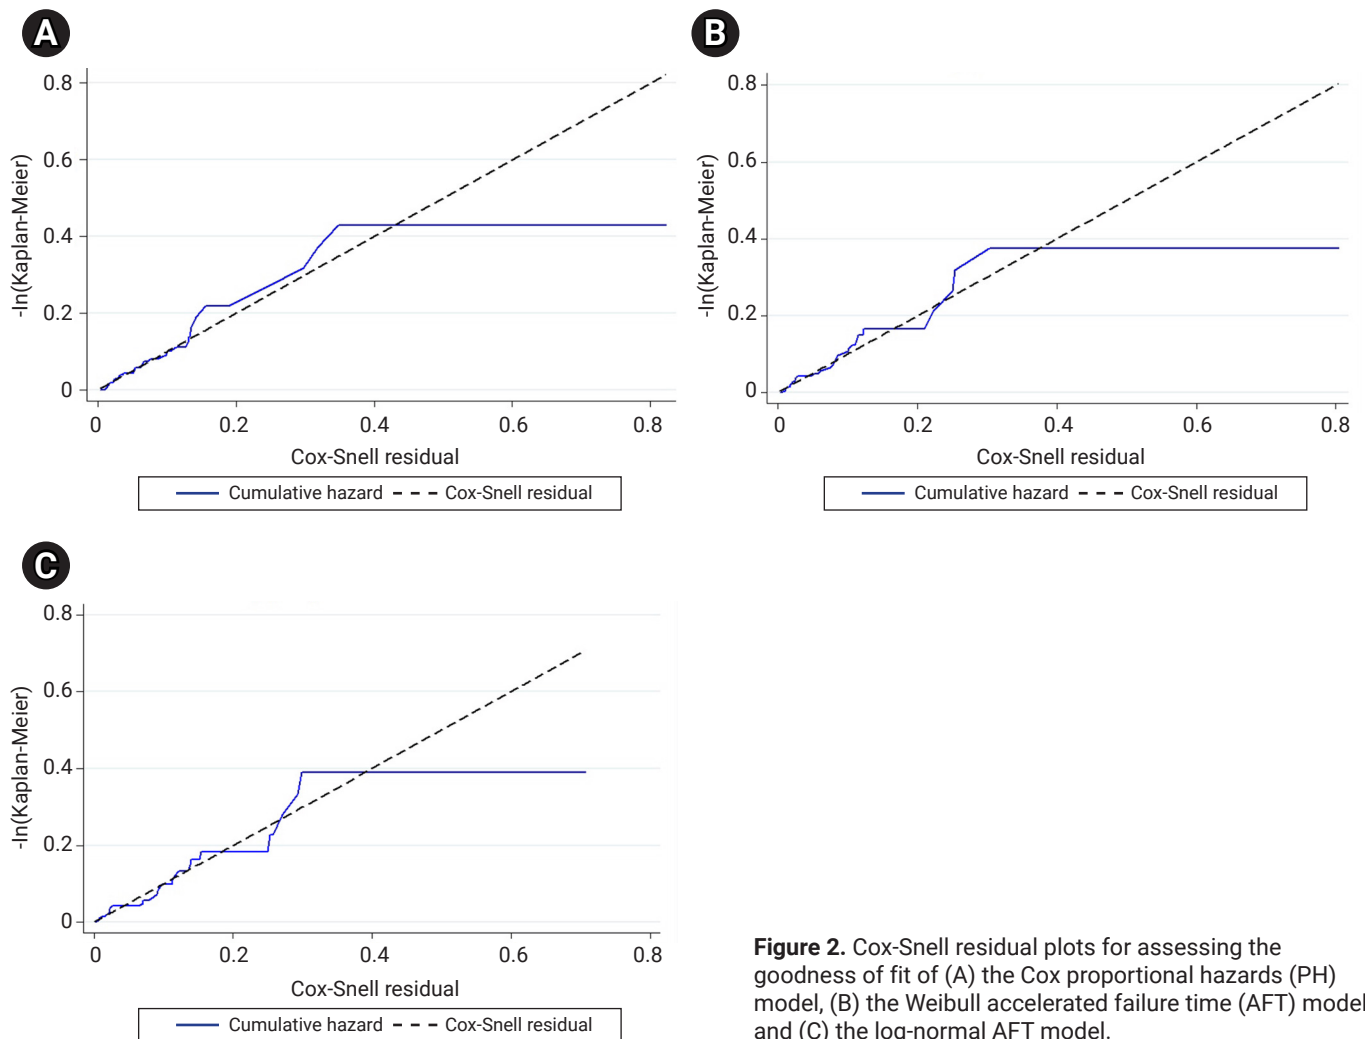 A
-ln(Kaplan-Meier)
0.8
0.6
0.4
0.2
0
0 0.2 0.4 0.6 0.8
Cox-Snell residual
Cumulative hazard Cox-Snell residual
B
-ln(Kaplan-Meier)
0.8
0.6
0.4
0.2
0
0 0.2 0.4 0.6 0.8
Cox-Snell residual
Cumulative hazard Cox-Snell residual
C
-ln(Kaplan-Meier)
0.8
0.6
0.4
0.2
0
0 0.2 0.4 0.6 0.8
Cox-Snell residual
Cumulative hazard Cox-Snell residual
Figure 2. Cox-Snell residual plots for assessing the
goodness of fit of (A) the Cox proportional hazards (PH)
model, (B) the Weibull accelerated failure time (AFT) model
and (C) the log-normal AFT model.